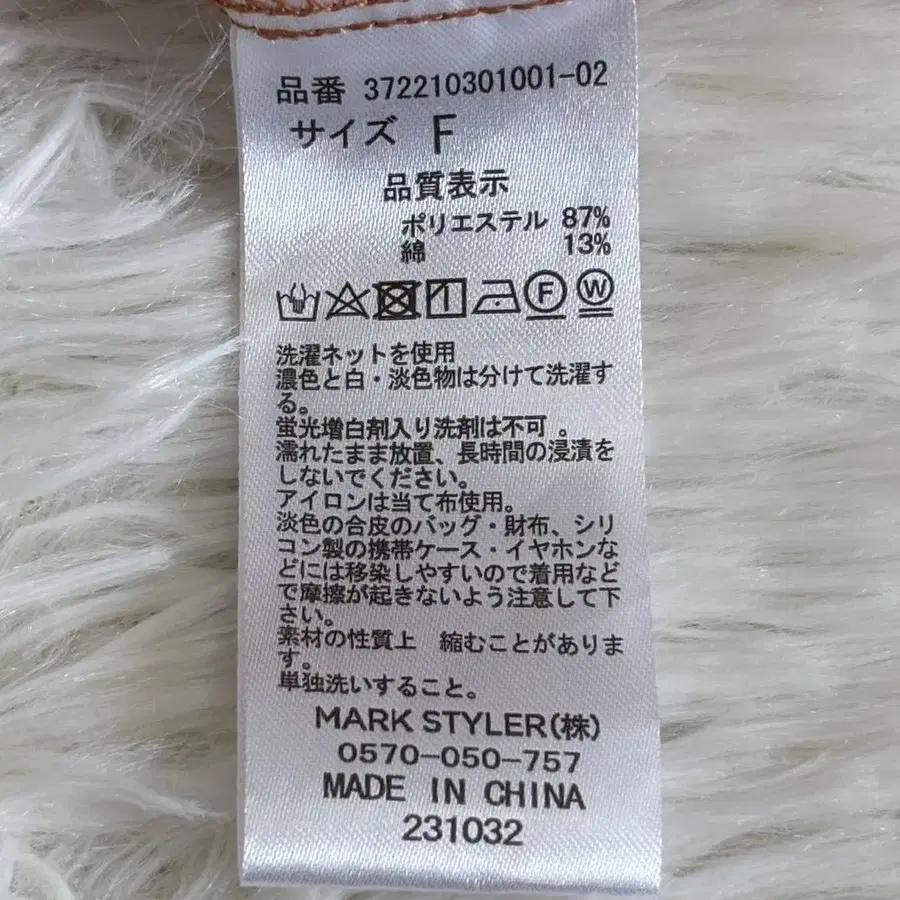 品番 372210301001-02
サイズ F
品質表示
ポリエステル 87%
綿 13%
F W
洗濯ネットを使用
濃色と白・淡色物は分けて洗濯す
る。
蛍光増白剤入り洗剤は不可。
濡れたまま放置、長時間の浸漬を
しないでください。
アイロンは当て布使用。
淡色の合皮のバッグ・財布、シリ
コン製の携帯ケース・イヤホンな
どには移染しやすいので着用など
で摩擦が起きないよう注意して下
さい。
素材の性質上 縮むことがありま
す。
単独洗いすること。
MARK STYLER(株)
0570-050-757
MADE IN CHINA
231032